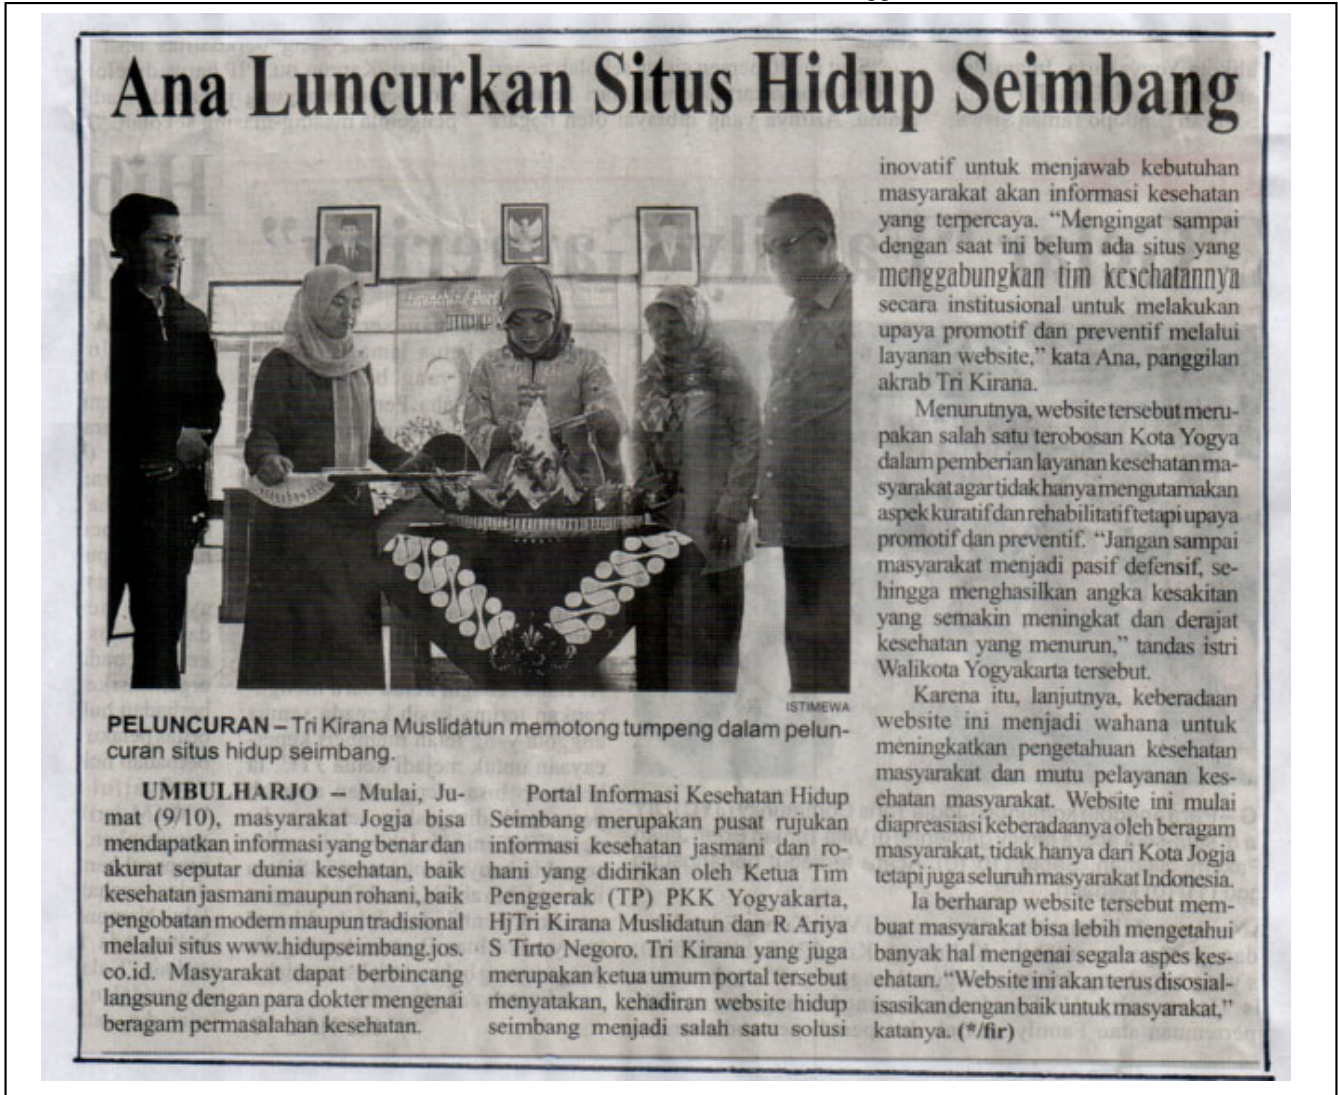 Ana Luncurkan Situs Hidup Seimbang
ISTIMEWA
PELUNCURAN – Tri Kirana Muslidatun memotong tumpeng dalam pelun-
curan situs hidup seimbang.
UMBULHARJO – Mulai, Ju-
mat (9/10), masyarakat Jogja bisa
mendapatkan informasi yang benar dan
akurat seputar dunia kesehatan, baik
kesehatan jasmani maupun rohani, baik
pengobatan modern maupun tradisional
melalui situs www.hidupseimbang.jos.
co.id. Masyarakat dapat berbincang
langsung dengan para dokter mengenai
beragam permasalahan kesehatan.
Portal Informasi Kesehatan Hidup
Seimbang merupakan pusat rujukan
informasi kesehatan jasmani dan ro-
hani yang didirikan oleh Ketua Tim
Penggerak (TP) PKK Yogyakarta,
HjTri Kirana Muslidatun dan R Ariya
S Tirto Negoro. Tri Kirana yang juga
merupakan ketua umum portal tersebut
menyatakan, kehadiran website hidup
seimbang menjadi salah satu solusi
inovatif untuk menjawab kebutuhan
masyarakat akan informasi kesehatan
yang terpercaya. “Mengingat sampai
dengan saat ini belum ada situs yang
menggabungkan tim kesehatannya
secara institusional untuk melakukan
upaya promotif dan preventif melalui
layanan website,” kata Ana, panggilan
akrab Tri Kirana.
Menurutnya, website tersebut meru-
pakan salah satu terobosan Kota Yogya
dalam pemberian layanan kesehatan ma-
syarakat agar tidak hanya mengutamakan
aspek kuratif dan rehabilitatif tetapi upaya
promotif dan preventif. “Jangan sampai
masyarakat menjadi pasif defensif, se-
hingga menghasilkan angka kesakitan
yang semakin meningkat dan derajat
kesehatan yang menurun,” tandas istri
Walikota Yogyakarta tersebut.
Karena itu, lanjutnya, keberadaan
website ini menjadi wahana untuk
meningkatkan pengetahuan kesehatan
masyarakat dan mutu pelayanan kes-
ehatan masyarakat. Website ini mulai
diapreasiasi keberadaanya oleh beragam
masyarakat, tidak hanya dari Kota Jogja
tetapi juga seluruh masyarakat Indonesia.
Ia berharap website tersebut mem-
buat masyarakat bisa lebih mengetahui
banyak hal mengenai segala aspes kes-
ehatan. “Website ini akan terus disosial-
isasikan dengan baik untuk masyarakat,”
katanya. (*/fir)